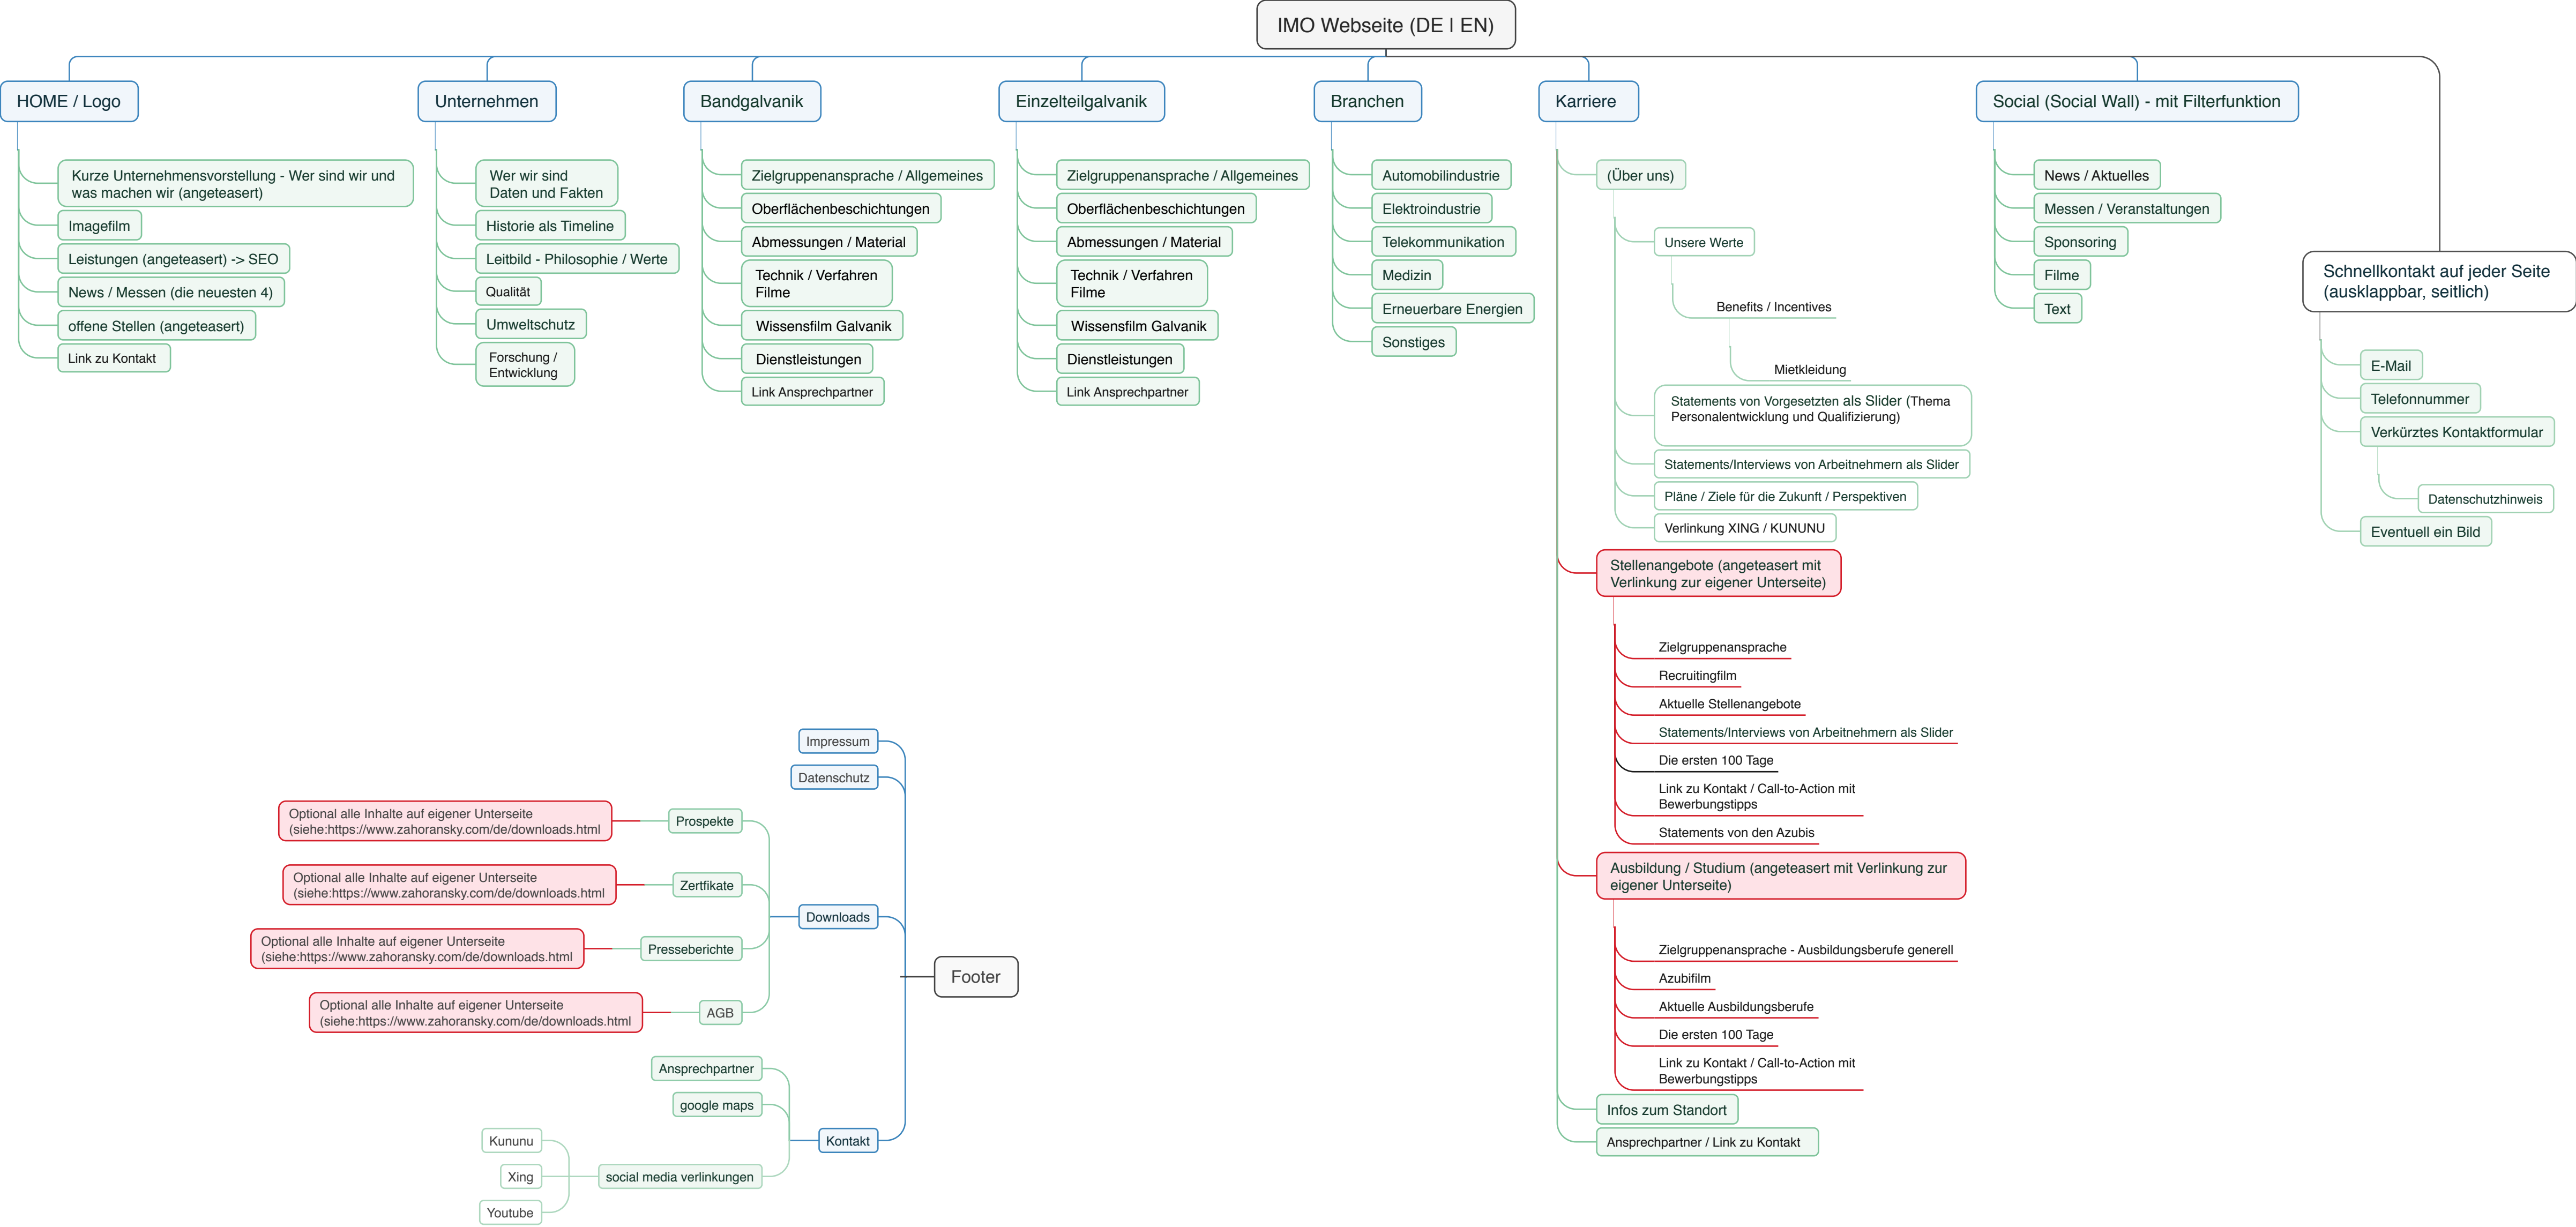 IMO Webseite (DE | EN)
HOME / Logo
Kurze Unternehmensvorstellung - Wer sind wir und
was machen wir (angeteasert)
Imagefilm
Leistungen (angeteasert) -> SEO
News / Messen (die neuesten 4)
offene Stellen (angeteasert)
Link zu Kontakt
Unternehmen
Wer wir sind
Daten und Fakten
Historie als Timeline
Leitbild - Philosophie / Werte
Qualität
Umweltschutz
Forschung /
Entwicklung
Bandgalvanik
Zielgruppenansprache / Allgemeines
Oberflächenbeschichtungen
Abmessungen / Material
Technik / Verfahren
Filme
Wissensfilm Galvanik
Dienstleistungen
Link Ansprechpartner
Einzelteilgalvanik
Zielgruppenansprache / Allgemeines
Oberflächenbeschichtungen
Abmessungen / Material
Technik / Verfahren
Filme
Wissensfilm Galvanik
Dienstleistungen
Link Ansprechpartner
Branchen
Automobilindustrie
Elektroindustrie
Telekommunikation
Medizin
Erneuerbare Energien
Sonstiges
Karriere
(Über uns)
Unsere Werte
Benefits / Incentives
Mietkleidung
Statements von Vorgesetzten als Slider (Thema
Personalentwicklung und Qualifizierung)
Statements/Interviews von Arbeitnehmern als Slider
Pläne / Ziele für die Zukunft / Perspektiven
Verlinkung XING / KUNUNU
Stellenangebote (angeteasert mit
Verlinkung zur eigener Unterseite)
Zielgruppenansprache
Recruitingfilm
Aktuelle Stellenangebote
Statements/Interviews von Arbeitnehmern als Slider
Die ersten 100 Tage
Link zu Kontakt / Call-to-Action mit
Bewerbungstipps
Statements von den Azubis
Ausbildung / Studium (angeteasert mit Verlinkung zur
eigener Unterseite)
Zielgruppenansprache - Ausbildungsberufe generell
Azubifilm
Aktuelle Ausbildungsberufe
Die ersten 100 Tage
Link zu Kontakt / Call-to-Action mit
Bewerbungstipps
Infos zum Standort
Ansprechpartner / Link zu Kontakt
Social (Social Wall) - mit Filterfunktion
News / Aktuelles
Messen / Veranstaltungen
Sponsoring
Filme
Text
Schnellkontakt auf jeder Seite
(ausklappbar, seitlich)
E-Mail
Telefonnummer
Verkürztes Kontaktformular
Datenschutzhinweis
Eventuell ein Bild
Footer
Impressum
Datenschutz
Downloads
Prospekte
Optional alle Inhalte auf eigener Unterseite
(siehe:https://www.zahoransky.com/de/downloads.html
Zertfikate
Optional alle Inhalte auf eigener Unterseite
(siehe:https://www.zahoransky.com/de/downloads.html
Presseberichte
Optional alle Inhalte auf eigener Unterseite
(siehe:https://www.zahoransky.com/de/downloads.html
AGB
Optional alle Inhalte auf eigener Unterseite
(siehe:https://www.zahoransky.com/de/downloads.html
Kontakt
Ansprechpartner
google maps
social media verlinkungen
Kununu
Xing
Youtube